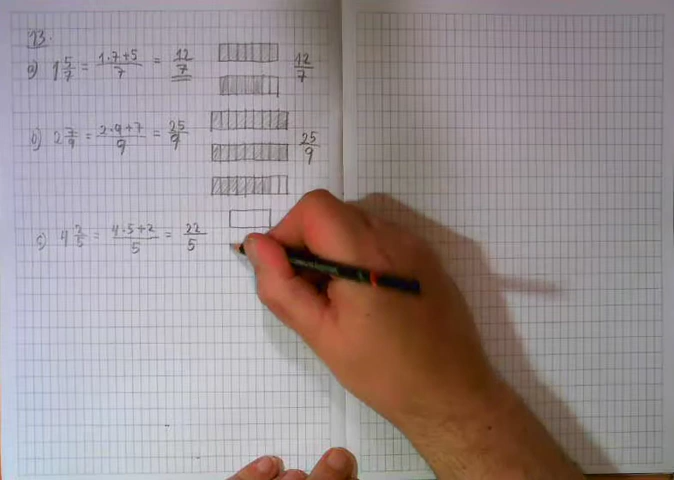 13.
a) 1 5/7 = (1·7+5)/7 = 12/7   12/7
b) 2 7/9 = (2·9+7)/9 = 25/9   25/9
c) 4 2/5 = (4·5+2)/5 = 22/5